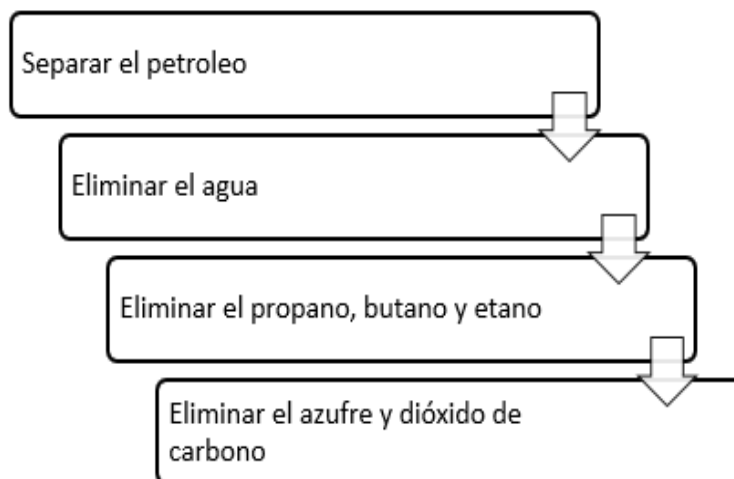 Separar el petroleo
Eliminar el agua
Eliminar el propano, butano y etano
Eliminar el azufre y dióxido de
carbono